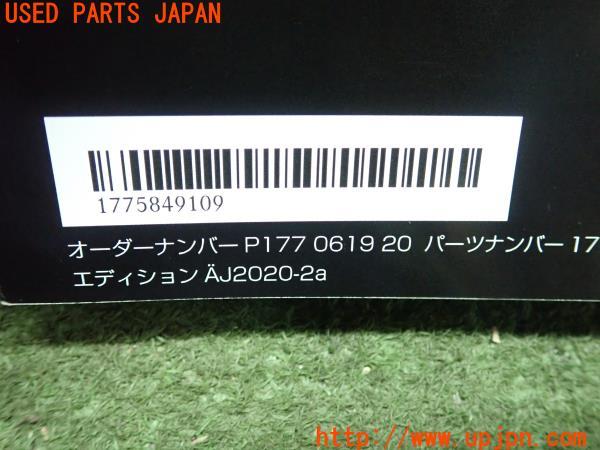 USED PARTS JAPAN
1775849109
オーダーナンバー P177 0619 20 パーツナンバー 17
エディション ÄJ2020-2a
http://www.upjpn.com